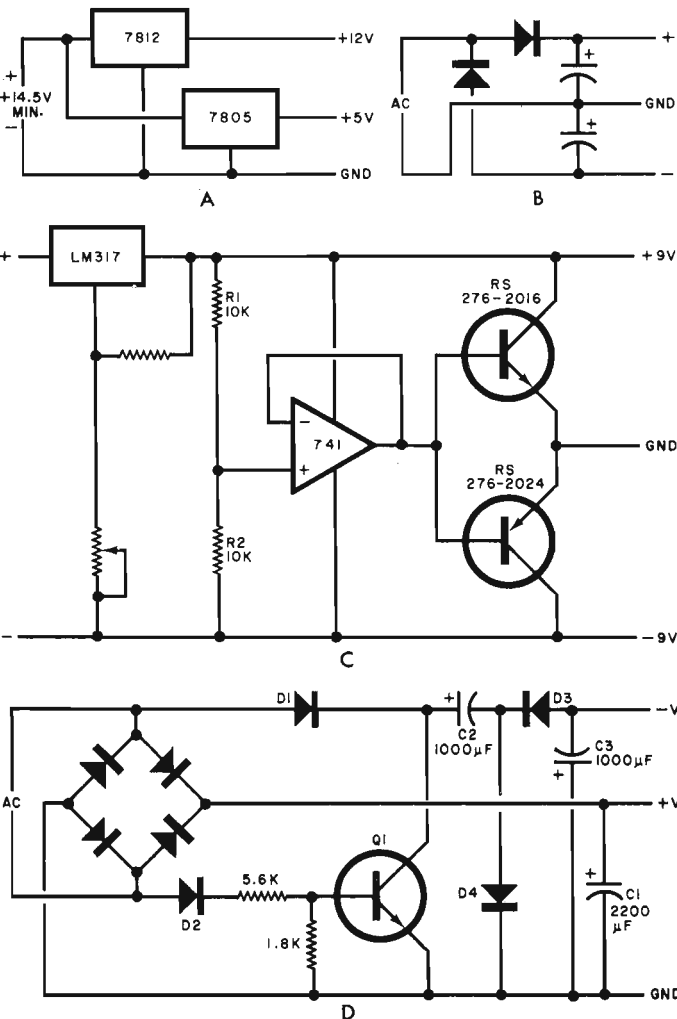 7812
+12V
+
+14.5V
MIN.
−
7805
+5V
GND
A
+
+
AC
GND
+
−
B
+
LM317
+9V
R1
10K
RS
276-2016
−
741
+
GND
RS
276-2024
R2
10K
−
−9V
C
D1
+
C2
1000µF
D3
−V
C3
1000µF
+
AC
+V
Q1
5.6K
D2
1.8K
D4
+
C1
2200
µF
GND
D